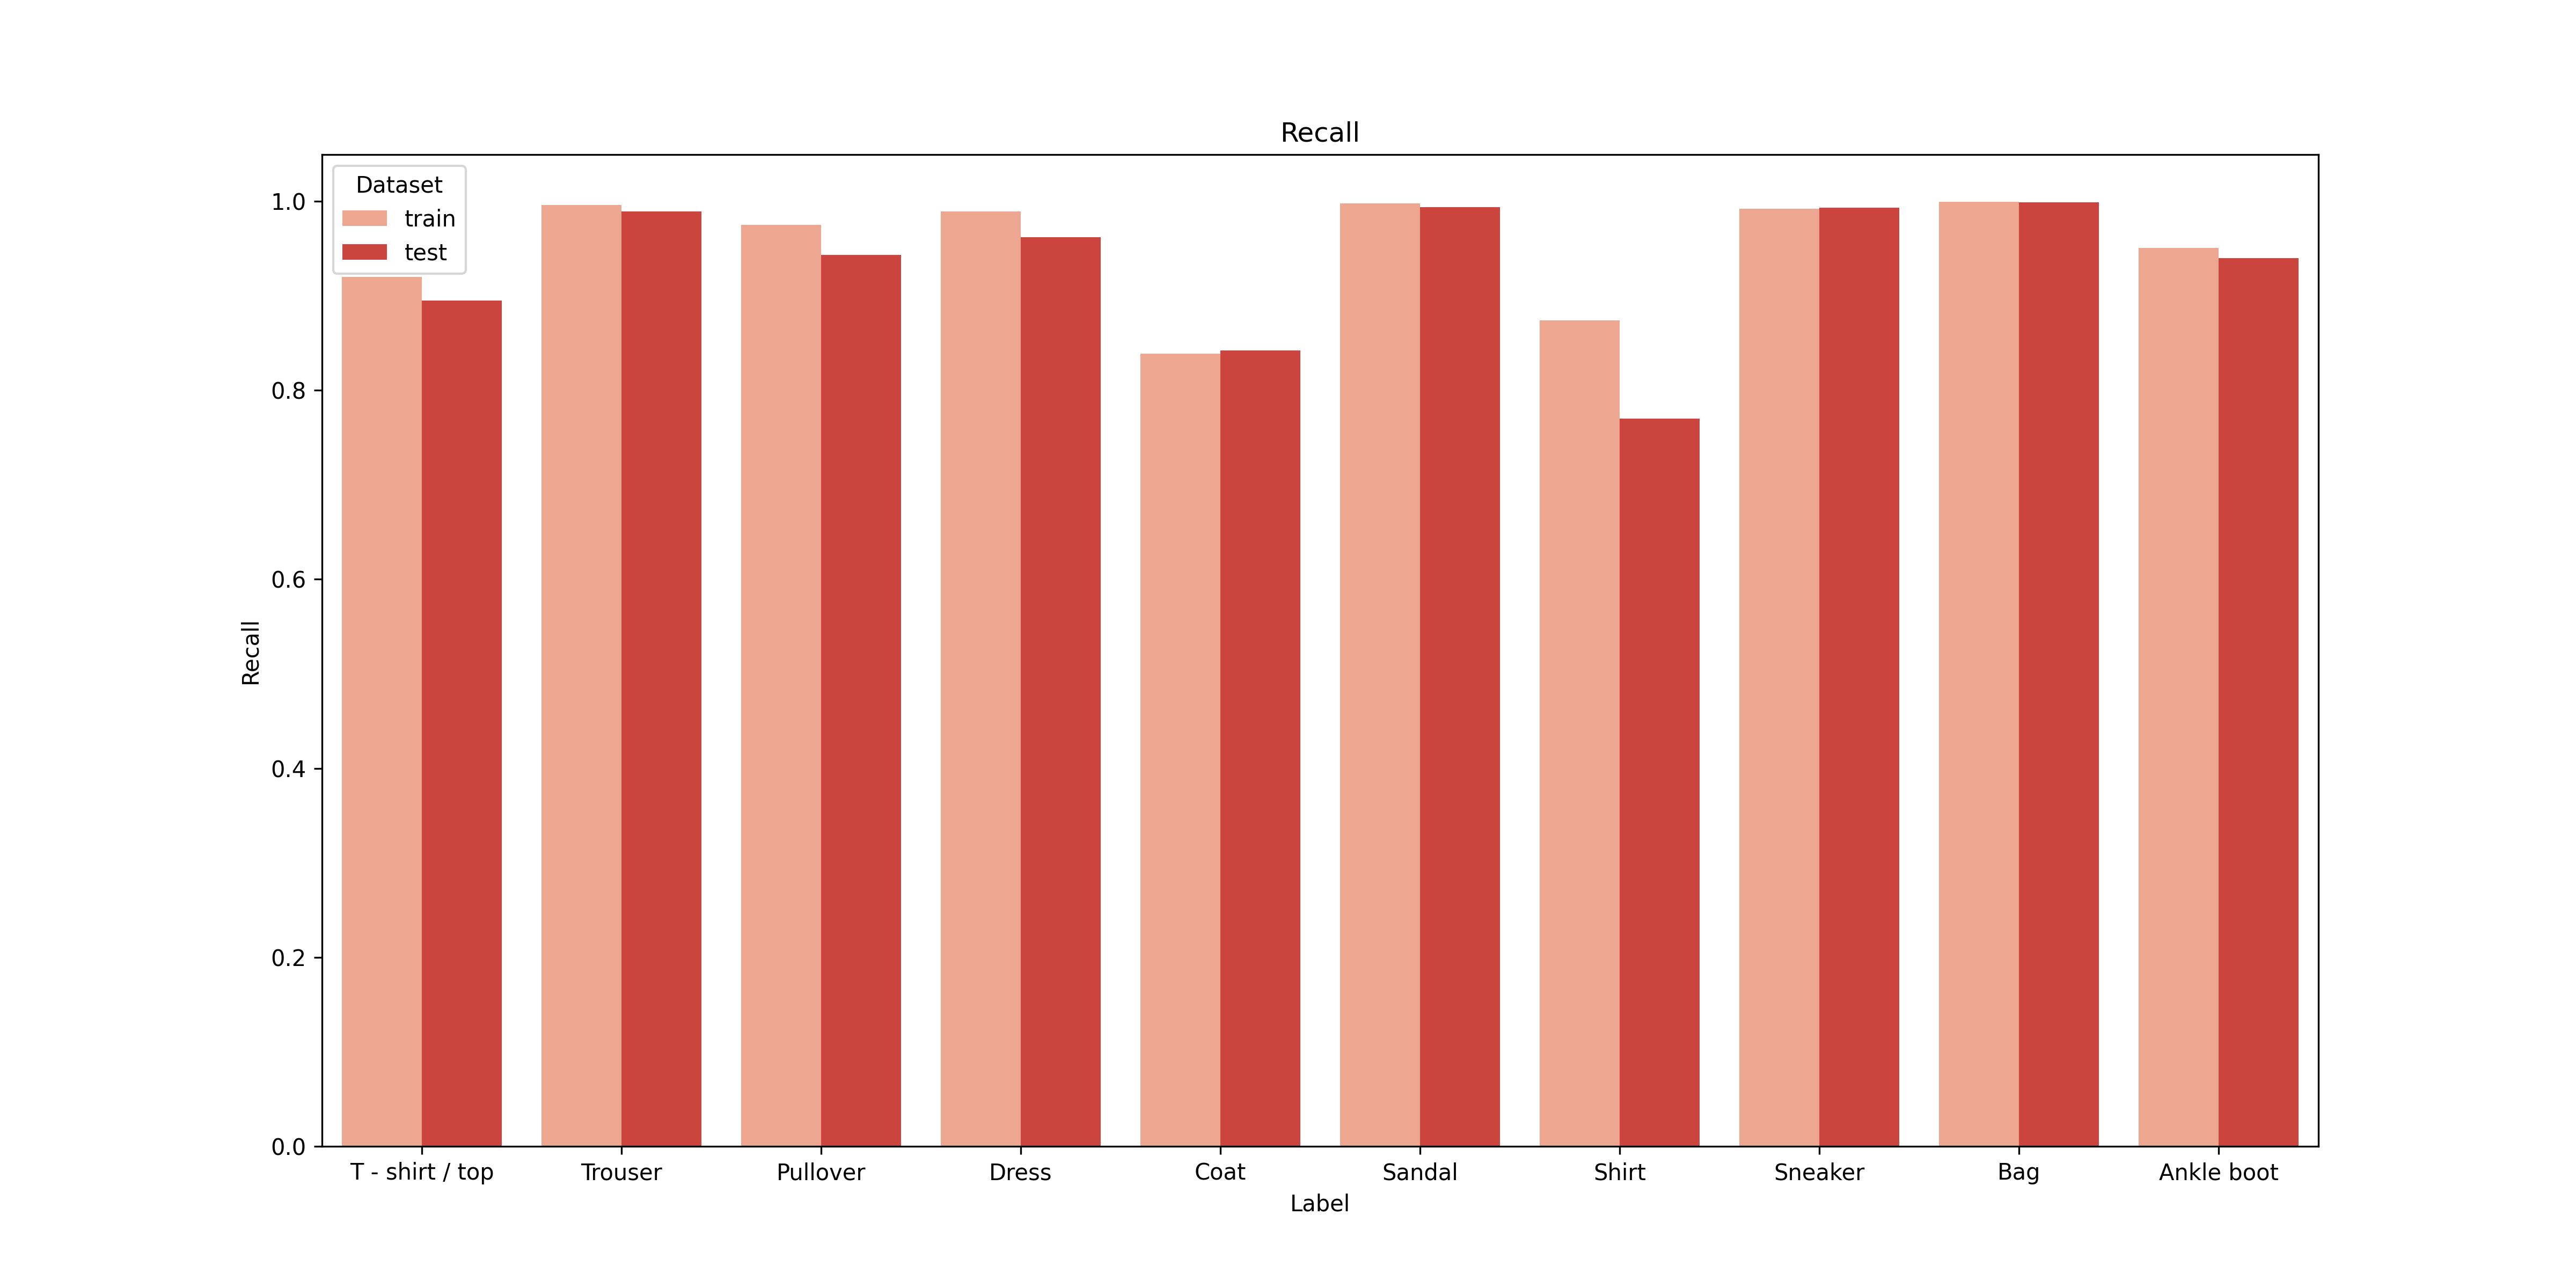 Recall
Dataset
train
test
1.0
0.8
0.6
0.4
0.2
0.0
Recall
T - shirt / top
Trouser
Pullover
Dress
Coat
Sandal
Shirt
Sneaker
Bag
Ankle boot
Label